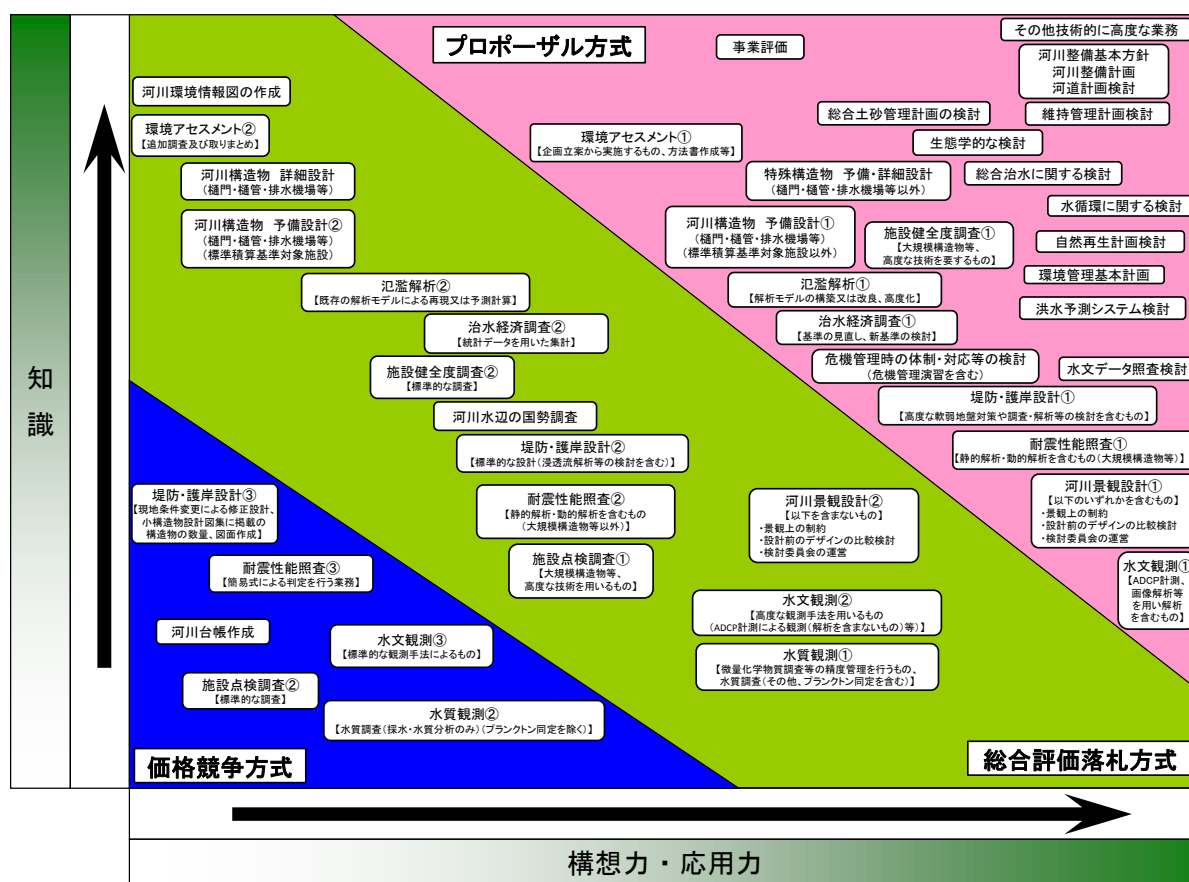 プロポーザル方式
事業評価
その他技術的に高度な業務
河川整備基本方針
河川整備計画
河道計画検討
河川環境情報図の作成
総合土砂管理計画の検討
維持管理計画検討
環境アセスメント②
【追加調査及び取りまとめ】
環境アセスメント①
【企画立案から実施するもの、方法書作成等】
生態学的な検討
河川構造物 詳細設計
(樋門・樋管・排水機場等)
特殊構造物 予備・詳細設計
(樋門・樋管・排水機場等以外)
総合治水に関する検討
水循環に関する検討
河川構造物 予備設計②
(樋門・樋管・排水機場等)
(標準積算基準対象施設)
河川構造物 予備設計①
(樋門・樋管・排水機場等)
(標準積算基準対象施設以外)
施設健全度調査①
【大規模構造物等、
高度な技術を要するもの】
自然再生計画検討
環境管理基本計画
氾濫解析②
【既存の解析モデルによる再現又は予測計算】
氾濫解析①
【解析モデルの構築又は改良、高度化】
洪水予測システム検討
治水経済調査②
【統計データを用いた集計】
治水経済調査①
【基準の見直し、新基準の検討】
施設健全度調査②
【標準的な調査】
危機管理時の体制・対応等の検討
(危機管理演習を含む)
水文データ照査検討
河川水辺の国勢調査
堤防・護岸設計①
【高度な軟弱地盤対策や調査・解析等の検討を含むもの】
堤防・護岸設計②
【標準的な設計(浸透流解析等の検討を含む)】
耐震性能照査①
【静的解析・動的解析を含むもの(大規模構造物等)】
堤防・護岸設計③
【現地条件変更による修正設計、
小構造物設計図集に掲載の
構造物の数量、図面作成】
耐震性能照査②
【静的解析・動的解析を含むもの
(大規模構造物等以外)】
河川景観設計②
【以下を含まないもの】
・景観上の制約
・設計前のデザインの比較検討
・検討委員会の運営
河川景観設計①
【以下のいずれかを含むもの】
・景観上の制約
・設計前のデザインの比較検討
・検討委員会の運営
耐震性能照査③
【簡易式による判定を行う業務】
施設点検調査①
【大規模構造物等、
高度な技術を用いるもの】
水文観測①
【ADCP計測、
画像解析等
を用い解析
を含むもの】
河川台帳作成
水文観測③
【標準的な観測手法によるもの】
水文観測②
【高度な観測手法を用いるもの
(ADCP計測による観測(解析を含まないもの)等)】
施設点検調査②
【標準的な調査】
水質観測①
【微量化学物質調査等の精度管理を行うもの、
水質調査(その他、プランクトン同定を含む)】
水質観測②
【水質調査(採水・水質分析のみ)(プランクトン同定を除く)】
価格競争方式
総合評価落札方式
知識
構想力・応用力